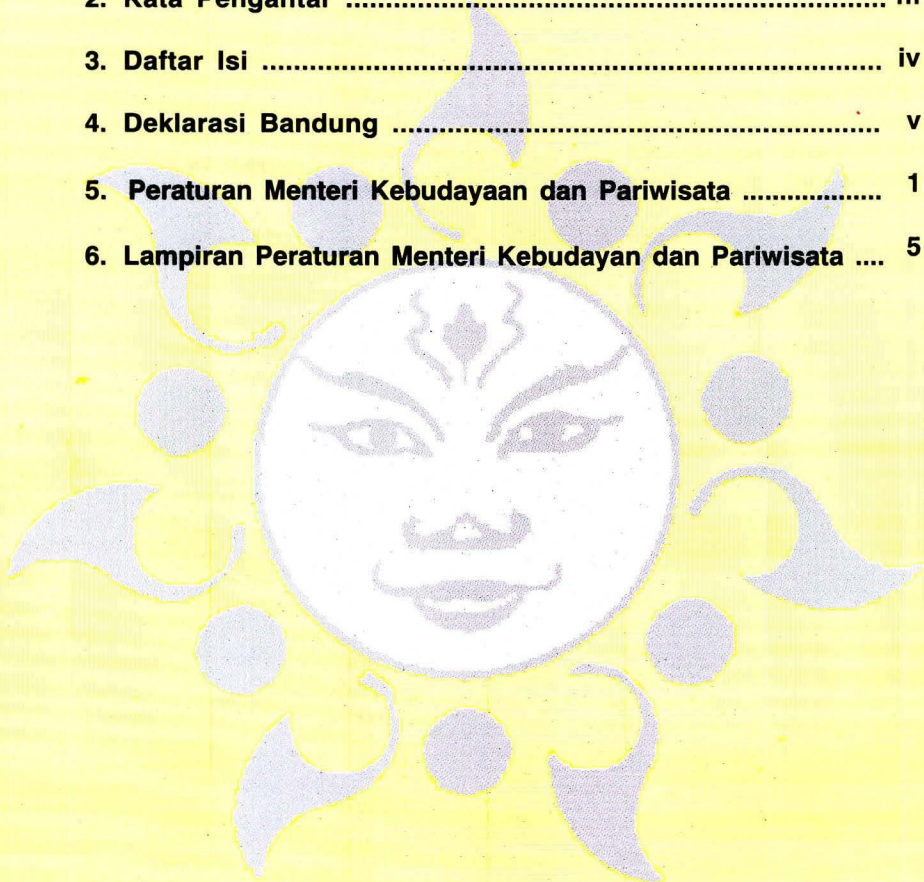 2. Kata Pengantar ........................................................................ iii
3. Daftar Isi .................................................................................. iv
4. Deklarasi Bandung ................................................................ v
5. Peraturan Menteri Kebudayaan dan Pariwisata .................. 1
6. Lampiran Peraturan Menteri Kebudayan dan Pariwisata .... 5